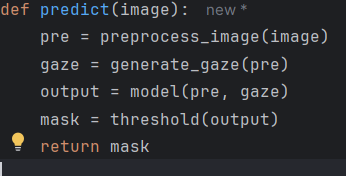 def predict(image): new *
    pre = preprocess_image(image)
    gaze = generate_gaze(pre)
    output = model(pre, gaze)
    mask = threshold(output)
    return mask